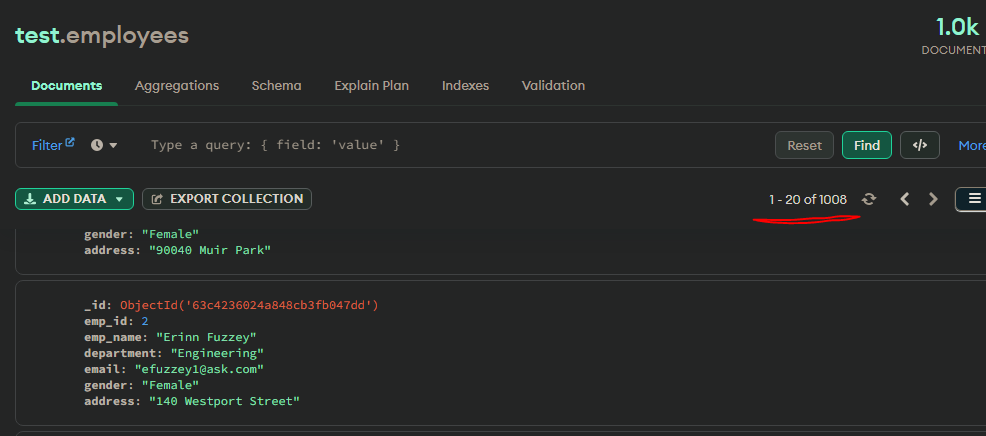 test.employees
1.0k
DOCUMENT
Documents Aggregations Schema Explain Plan Indexes Validation
Filter Type a query: { field: 'value' } Reset Find </> More
ADD DATA EXPORT COLLECTION 1 - 20 of 1008
gender: "Female"
address: "90040 Muir Park"
_id: ObjectId('63c4236024a848cb3fb047dd')
emp_id: 2
emp_name: "Erinn Fuzzey"
department: "Engineering"
email: "efuzzey1@ask.com"
gender: "Female"
address: "140 Westport Street"